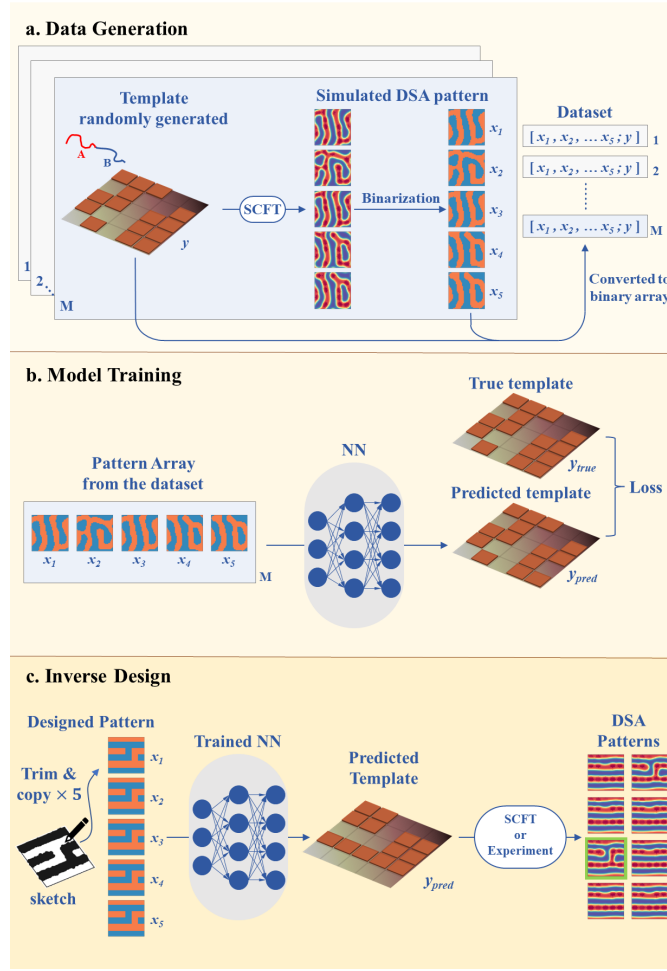 a. Data Generation
Template
randomly generated
A
B
y
SCFT
Simulated DSA pattern
Binarization
x1
x2
x3
x4
x5
Dataset
[ x1 , x2 , ... x5 ; y ] 1
[ x1 , x2 , ... x5 ; y ] 2
[ x1 , x2 , ... x5 ; y ]
M
Converted to
binary array
1
2
M
b. Model Training
Pattern Array
from the dataset
x1 x2 x3 x4 x5
M
NN
True template
ytrue
Predicted template
ypred
Loss
c. Inverse Design
Designed Pattern
Trim &
copy × 5
sketch
x1
x2
x3
x4
x5
Trained NN
Predicted
Template
ypred
SCFT
or
Experiment
DSA
Patterns